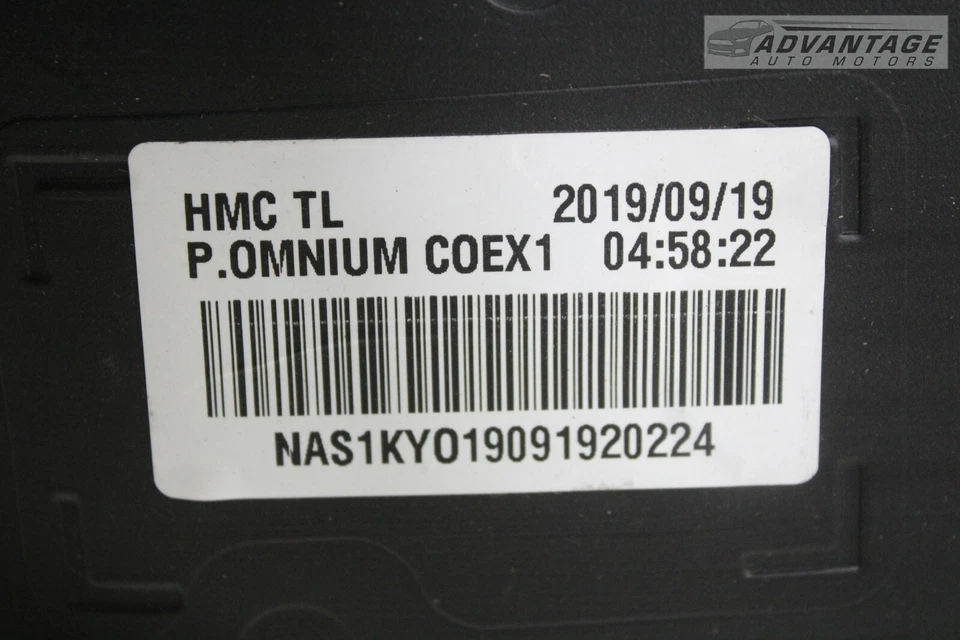 ADVANTAGE
AUTO MOTORS
HMC TL 2019/09/19
P.OMNIUM COEX1 04:58:22
NAS1KYO19091920224